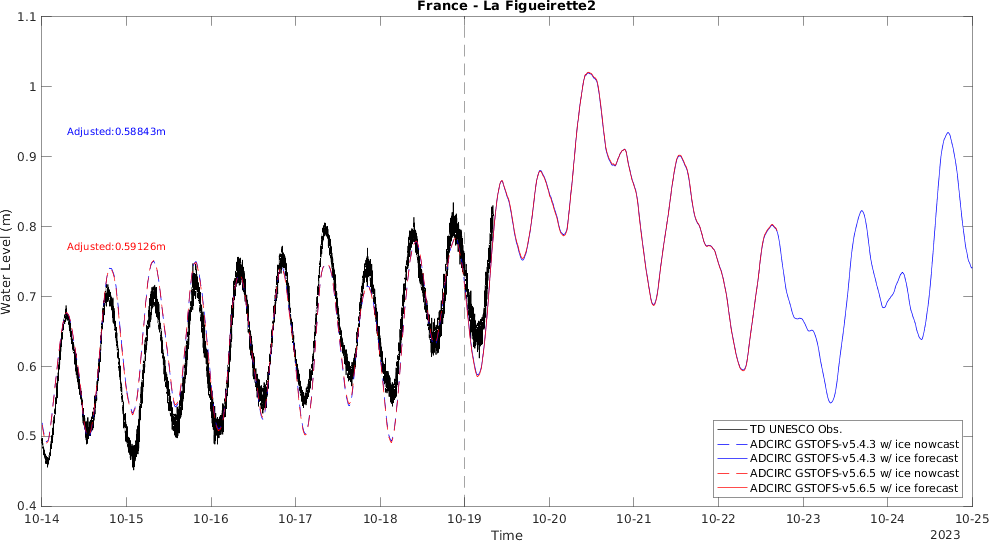 France - La Figueirette2
1.1
1
0.9
0.8
0.7
0.6
0.5
0.4
Water Level (m)
Adjusted:0.58843m
Adjusted:0.59126m
TD UNESCO Obs.
ADCIRC GSTOFS-v5.4.3 w/ ice nowcast
ADCIRC GSTOFS-v5.4.3 w/ ice forecast
ADCIRC GSTOFS-v5.6.5 w/ ice nowcast
ADCIRC GSTOFS-v5.6.5 w/ ice forecast
10-14 10-15 10-16 10-17 10-18 10-19 10-20 10-21 10-22 10-23 10-24 10-25
Time
2023